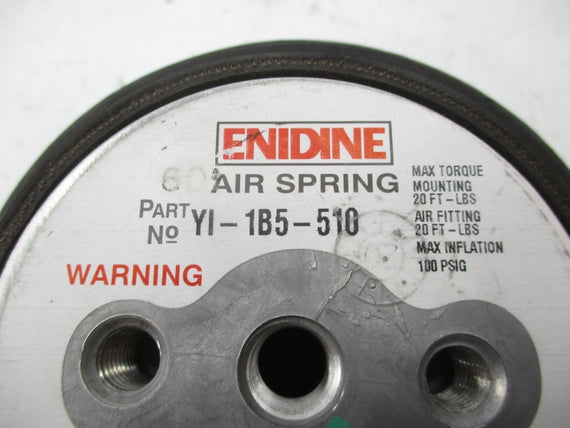 ENIDINE
AIR SPRING
PART No YI-1B5-510
WARNING
MAX TORQUE
MOUNTING
20 FT-LBS
AIR FITTING
20 FT-LBS
MAX INFLATION
100 PSIG